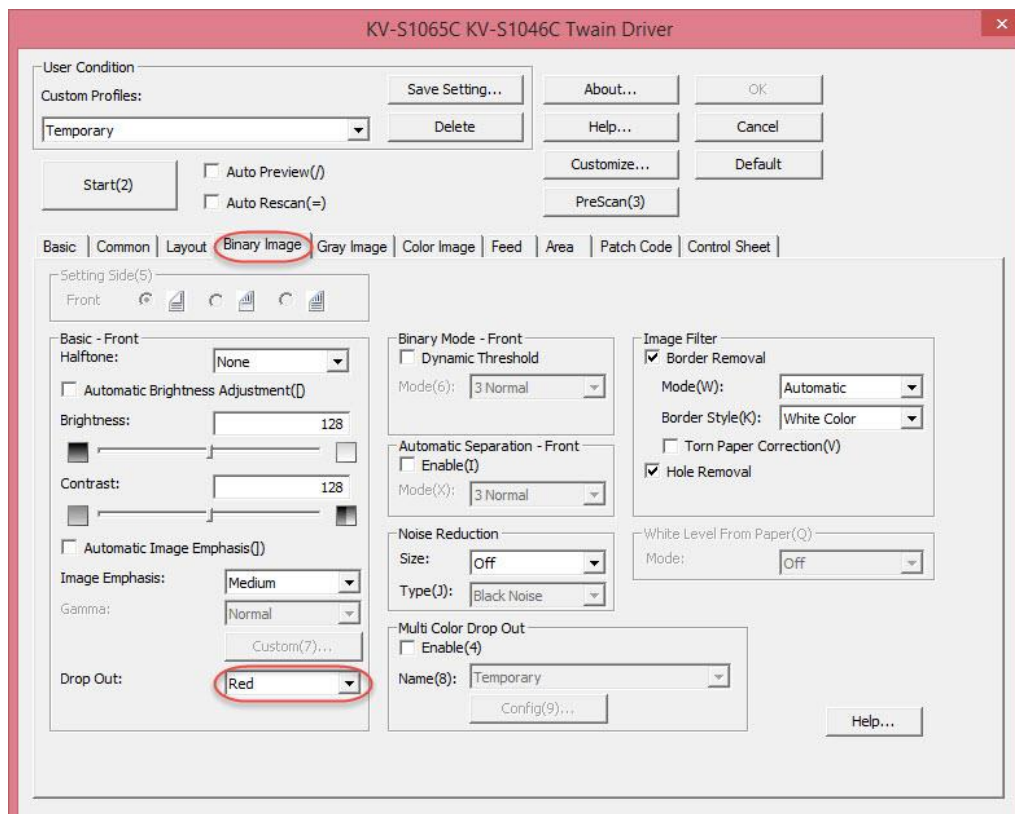 KV-S1065C KV-S1046C Twain Driver
User Condition
Custom Profiles:
Temporary
Save Setting...
Delete
About...
OK
Help...
Cancel
Customize...
Default
PreScan(3)
Start(2)
Auto Preview(/)
Auto Rescan(=)
Basic
Common
Layout
Binary Image
Gray Image
Color Image
Feed
Area
Patch Code
Control Sheet
Setting Side(5)
Front
Basic - Front
Halftone:
None
Automatic Brightness Adjustment([)
Brightness:
128
Contrast:
128
Automatic Image Emphasis(])
Image Emphasis:
Medium
Gamma:
Normal
Custom(7)...
Drop Out:
Red
Binary Mode - Front
Dynamic Threshold
Mode(6):
3 Normal
Automatic Separation - Front
Enable(I)
Mode(X):
3 Normal
Noise Reduction
Size:
Off
Type(J):
Black Noise
Multi Color Drop Out
Enable(4)
Name(8):
Temporary
Config(9)...
Image Filter
Border Removal
Mode(W):
Automatic
Border Style(K):
White Color
Torn Paper Correction(V)
Hole Removal
White Level From Paper(Q)
Mode:
Off
Help...